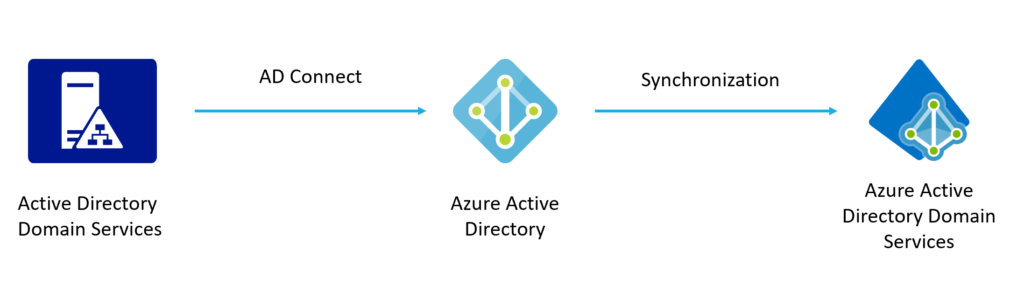 AD Connect
Synchronization
Active Directory
Domain Services
Azure Active
Directory
Azure Active
Directory Domain
Services